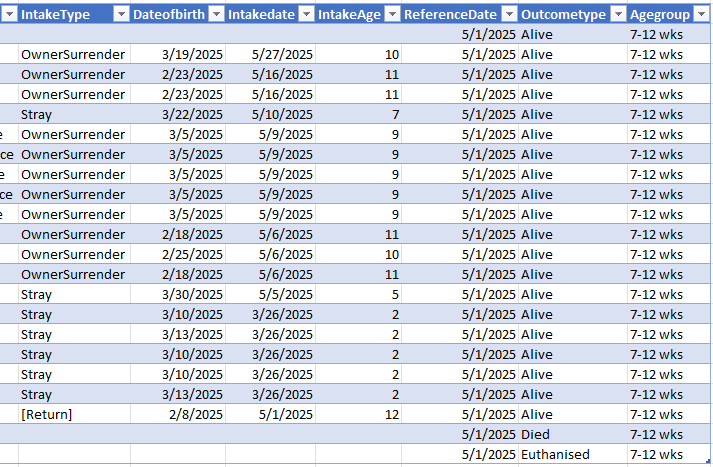 IntakeType Dateofbirth Intakedate IntakeAge ReferenceDate Outcometype Agegroup
5/1/2025 Alive 7-12 wks
OwnerSurrender 3/19/2025 5/27/2025 10 5/1/2025 Alive 7-12 wks
OwnerSurrender 2/23/2025 5/16/2025 11 5/1/2025 Alive 7-12 wks
OwnerSurrender 2/23/2025 5/16/2025 11 5/1/2025 Alive 7-12 wks
Stray 3/22/2025 5/10/2025 7 5/1/2025 Alive 7-12 wks
e OwnerSurrender 3/5/2025 5/9/2025 9 5/1/2025 Alive 7-12 wks
ce OwnerSurrender 3/5/2025 5/9/2025 9 5/1/2025 Alive 7-12 wks
e OwnerSurrender 3/5/2025 5/9/2025 9 5/1/2025 Alive 7-12 wks
ce OwnerSurrender 3/5/2025 5/9/2025 9 5/1/2025 Alive 7-12 wks
e OwnerSurrender 3/5/2025 5/9/2025 9 5/1/2025 Alive 7-12 wks
OwnerSurrender 2/18/2025 5/6/2025 11 5/1/2025 Alive 7-12 wks
OwnerSurrender 2/25/2025 5/6/2025 10 5/1/2025 Alive 7-12 wks
OwnerSurrender 2/18/2025 5/6/2025 11 5/1/2025 Alive 7-12 wks
Stray 3/30/2025 5/5/2025 5 5/1/2025 Alive 7-12 wks
Stray 3/10/2025 3/26/2025 2 5/1/2025 Alive 7-12 wks
Stray 3/13/2025 3/26/2025 2 5/1/2025 Alive 7-12 wks
Stray 3/10/2025 3/26/2025 2 5/1/2025 Alive 7-12 wks
Stray 3/10/2025 3/26/2025 2 5/1/2025 Alive 7-12 wks
Stray 3/13/2025 3/26/2025 2 5/1/2025 Alive 7-12 wks
[Return] 2/8/2025 5/1/2025 12 5/1/2025 Alive 7-12 wks
5/1/2025 Died 7-12 wks
5/1/2025 Euthanised 7-12 wks